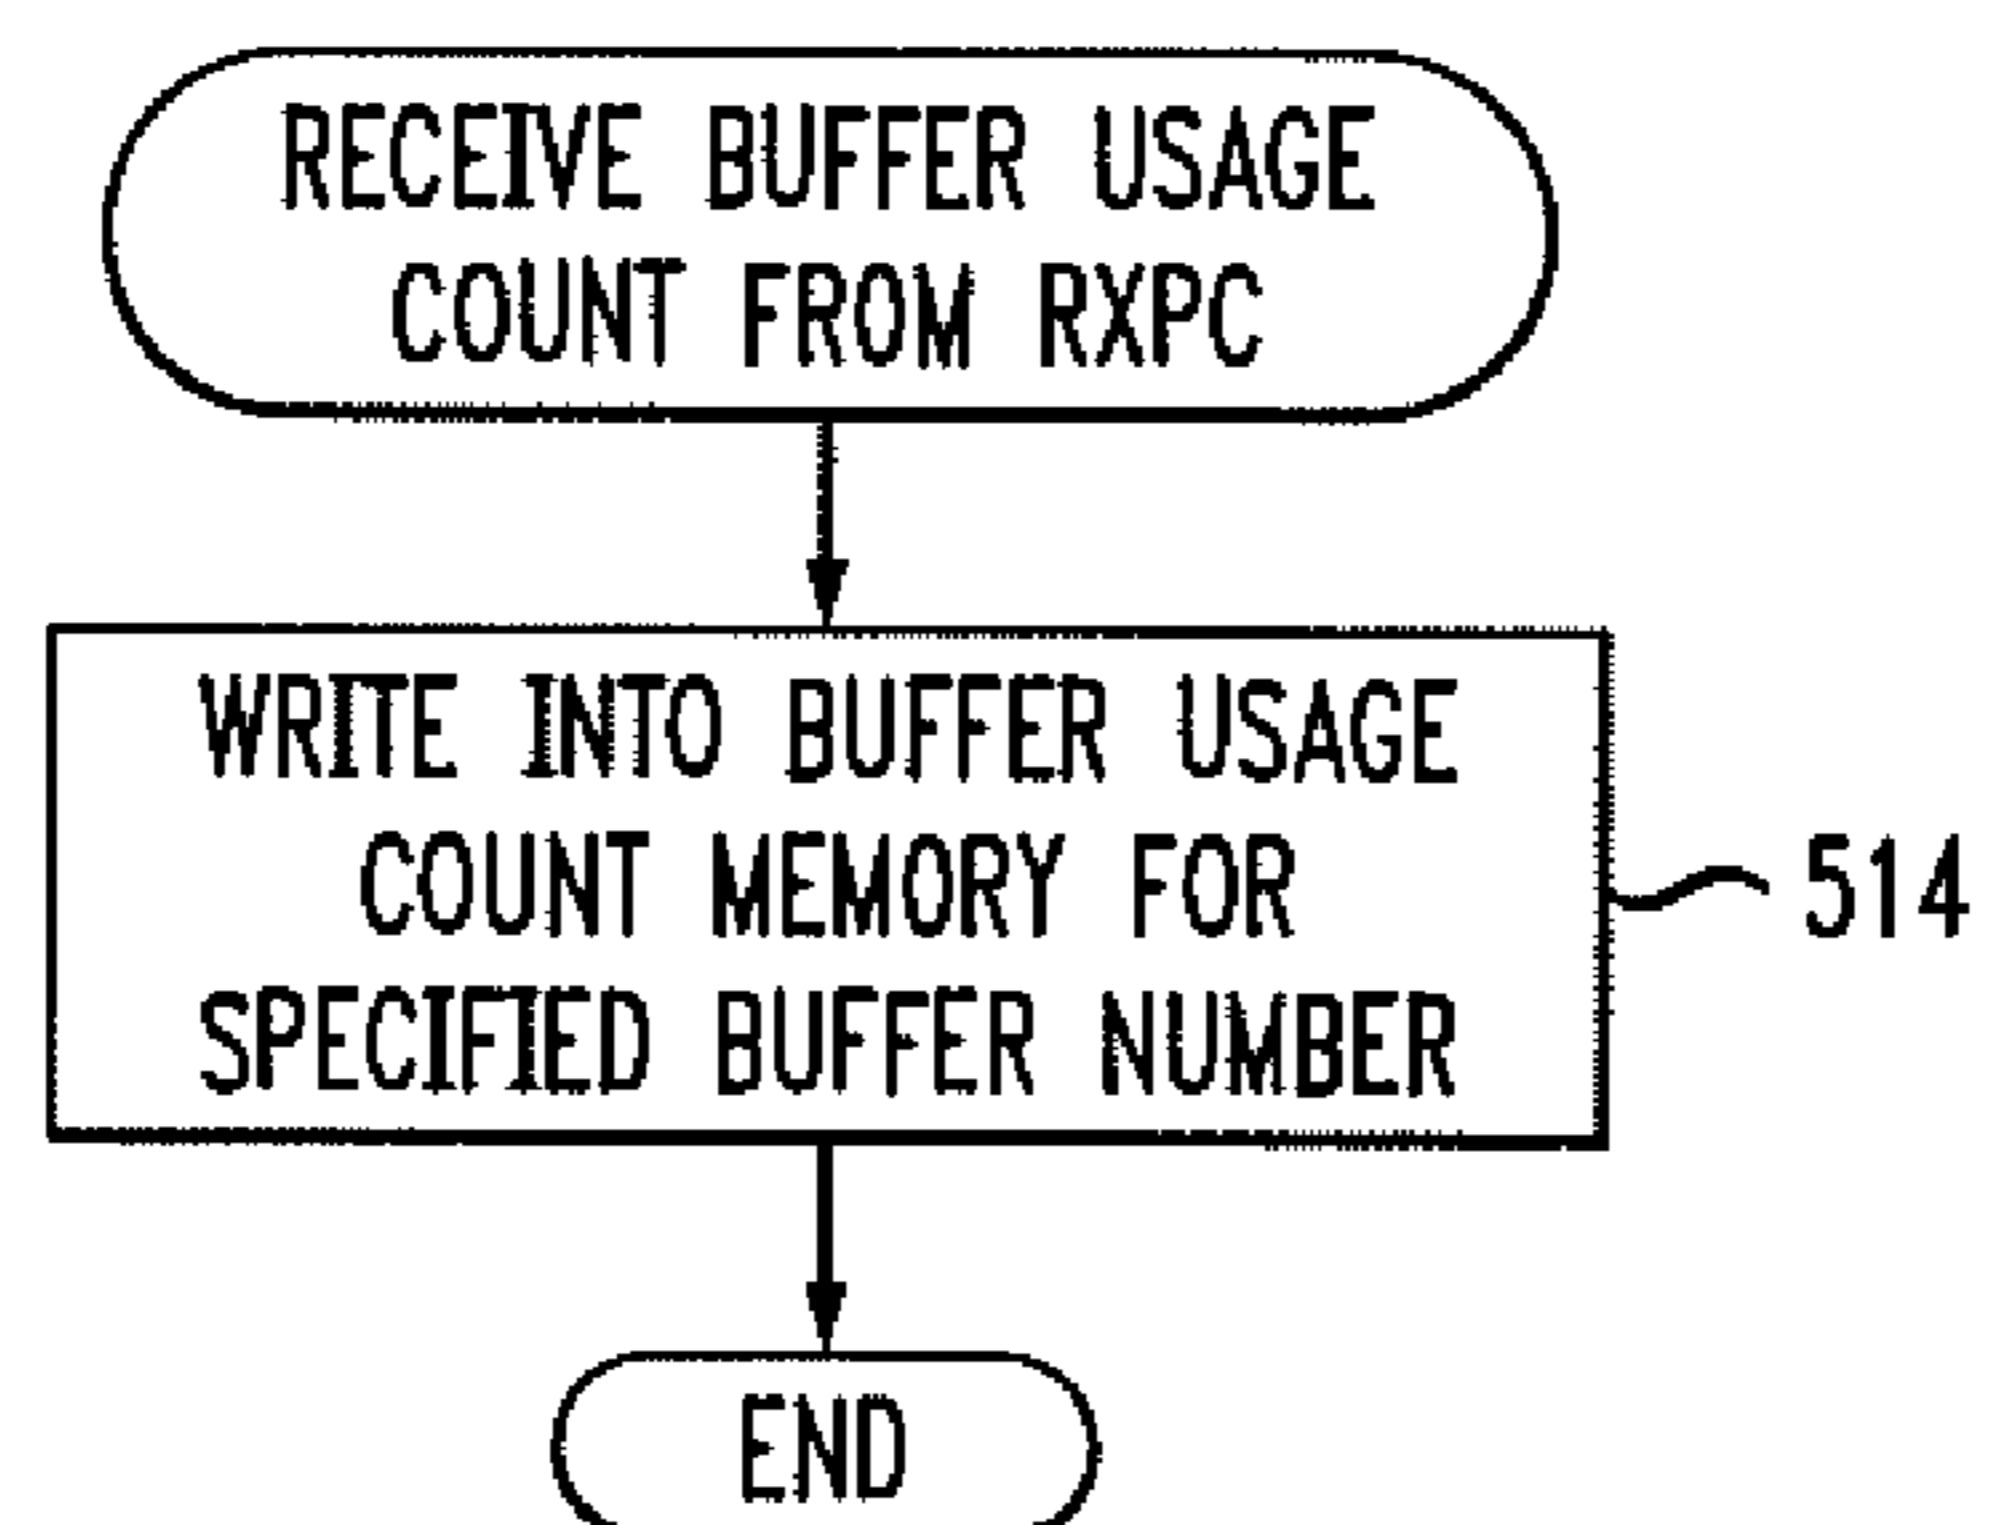 RECEIVE BUFFER USAGE
COUNT FROM RXPC
WRITE INTO BUFFER USAGE
COUNT MEMORY FOR
SPECIFIED BUFFER NUMBER
514
END